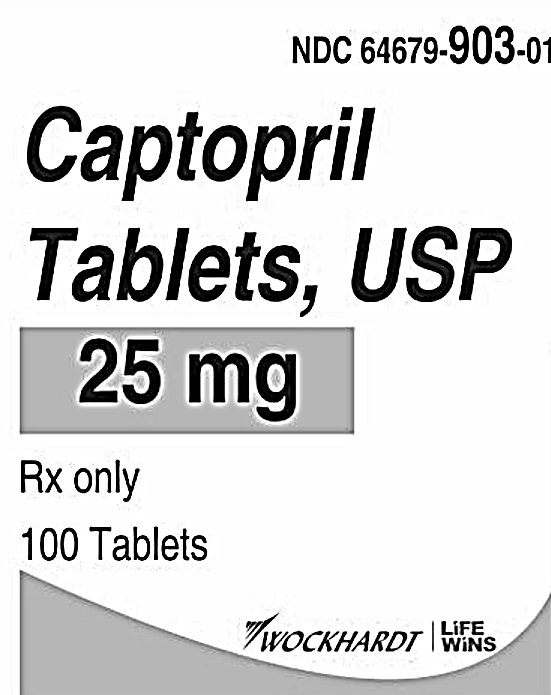 NDC 64679-903-01
Captopril
Tablets, USP
25 mg
Rx only
100 Tablets
WOCKHARDT | LiFE
WiNS